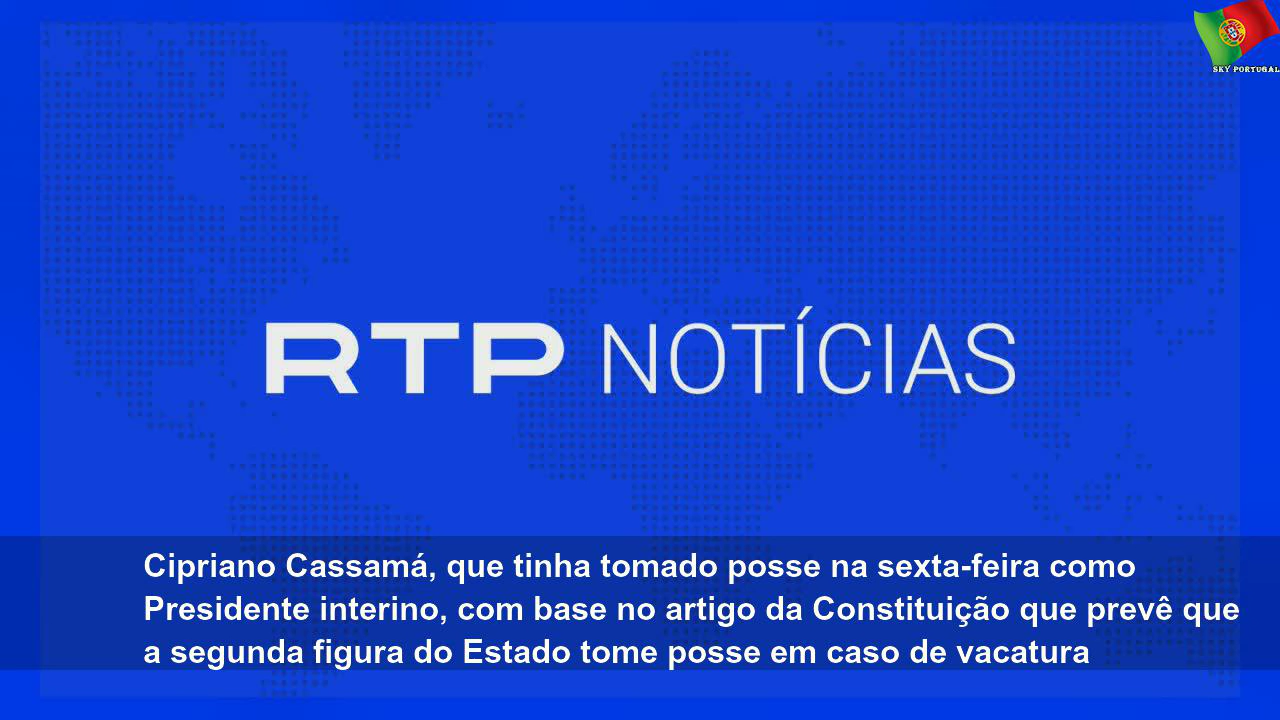 SKY PORTUGAL
RTP NOTÍCIAS
Cipriano Cassamá, que tinha tomado posse na sexta-feira como
Presidente interino, com base no artigo da Constituição que prevê que
a segunda figura do Estado tome posse em caso de vacatura